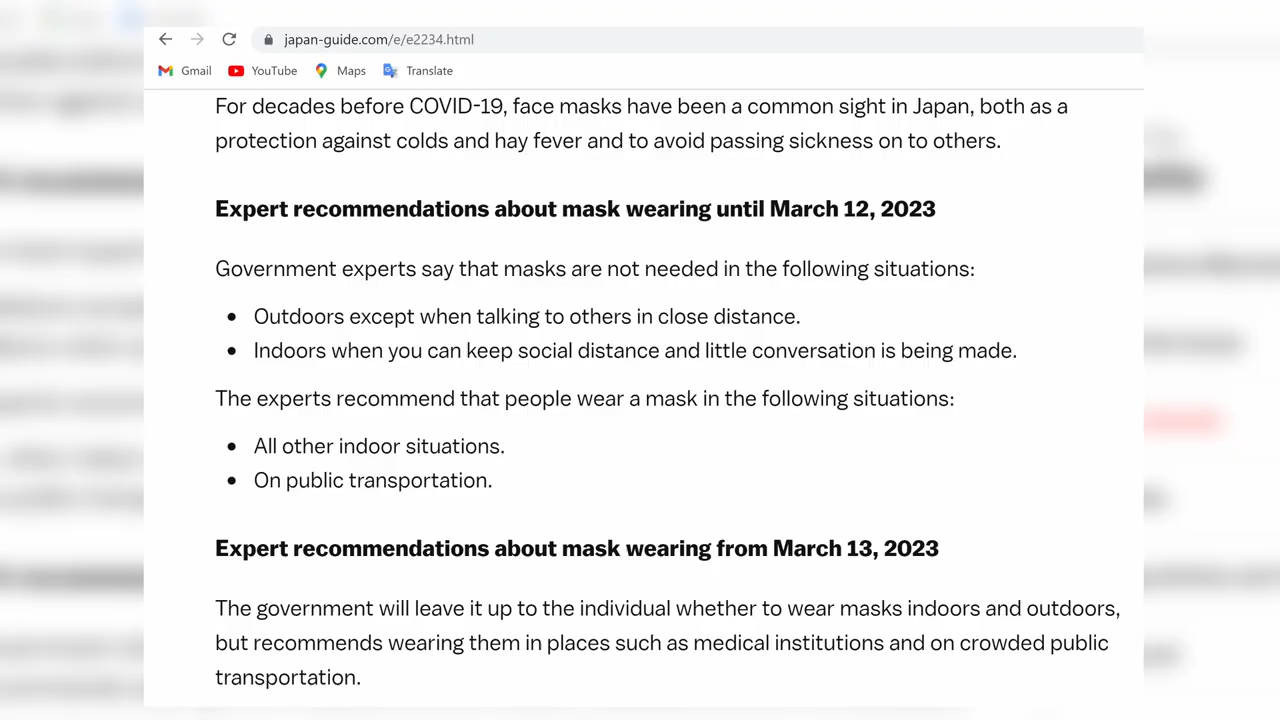 japan-guide.com/e/e2234.html
Gmail YouTube Maps Translate
For decades before COVID-19, face masks have been a common sight in Japan, both as a
protection against colds and hay fever and to avoid passing sickness on to others.
Expert recommendations about mask wearing until March 12, 2023
Government experts say that masks are not needed in the following situations:
• Outdoors except when talking to others in close distance.
• Indoors when you can keep social distance and little conversation is being made.
The experts recommend that people wear a mask in the following situations:
• All other indoor situations.
• On public transportation.
Expert recommendations about mask wearing from March 13, 2023
The government will leave it up to the individual whether to wear masks indoors and outdoors,
but recommends wearing them in places such as medical institutions and on crowded public
transportation.